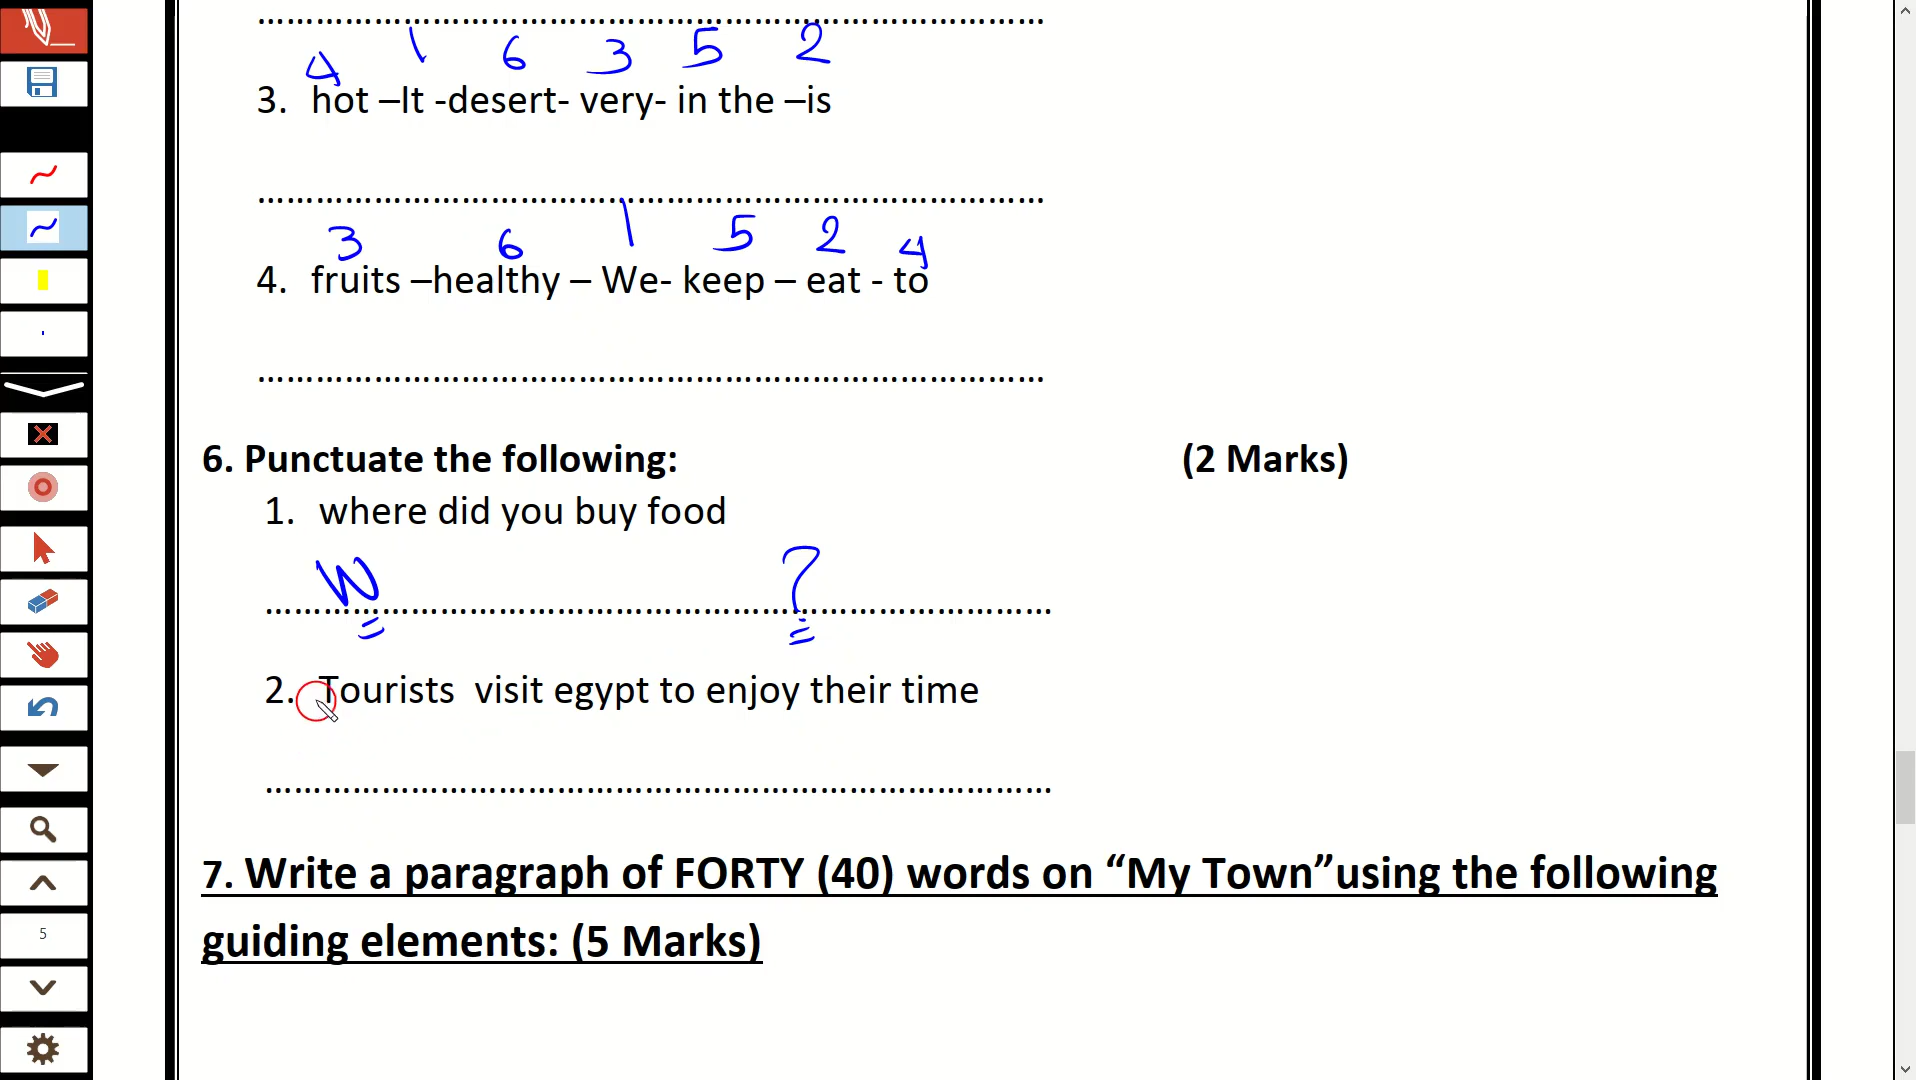 4 1 6 3 5 2
3. hot –It -desert- very- in the –is
3 6 1 5 2 4
4. fruits –healthy – We- keep – eat - to
6. Punctuate the following: (2 Marks)
1. where did you buy food
W ?
2. Tourists visit egypt to enjoy their time
7. Write a paragraph of FORTY (40) words on “My Town”using the following
guiding elements: (5 Marks)
5